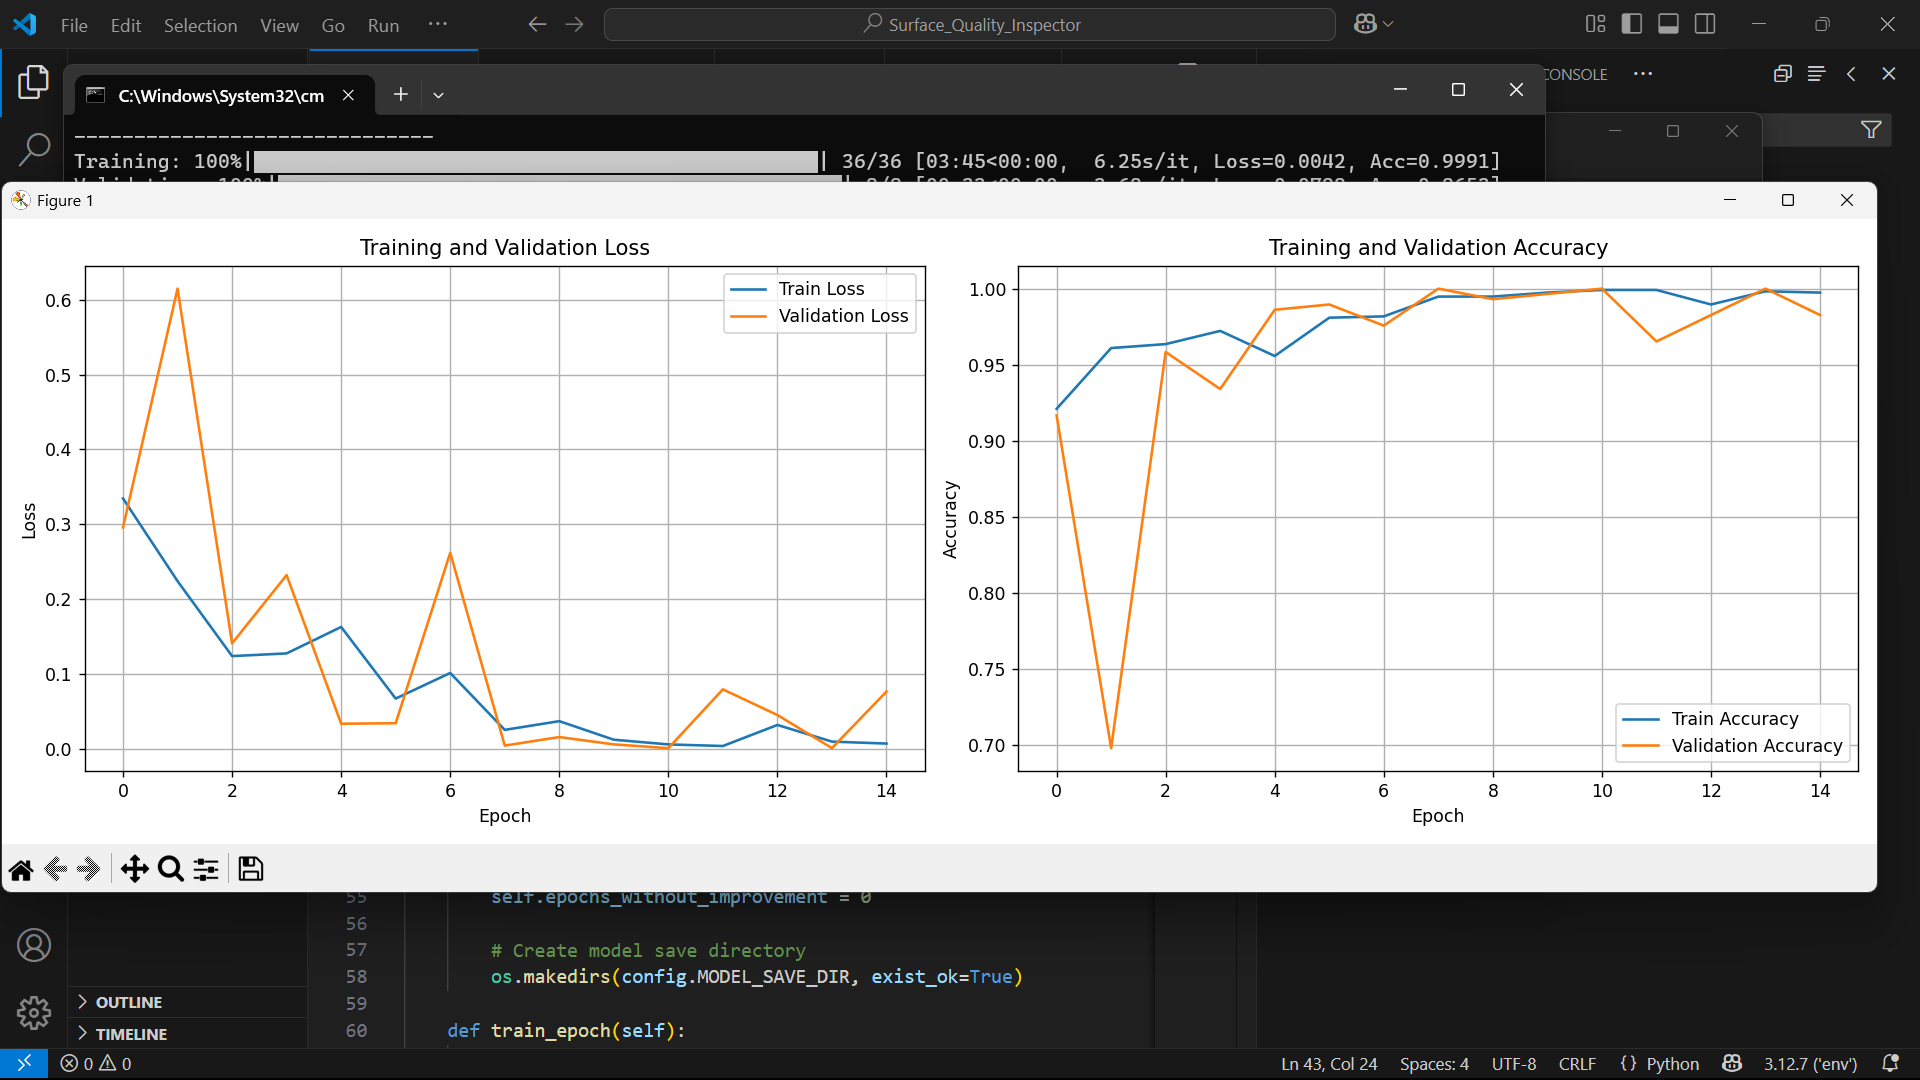 File Edit Selection View Go Run ···
Surface_Quality_Inspector
CONSOLE ···
C:\Windows\System32\cm
------------------------------
Training: 100%| | 36/36 [03:45<00:00, 6.25s/it, Loss=0.0042, Acc=0.9991]
Figure 1
Training and Validation Loss
Train Loss
Validation Loss
0.6
0.5
0.4
0.3
0.2
0.1
0.0
Loss
0 2 4 6 8 10 12 14
Epoch
Training and Validation Accuracy
1.00
0.95
0.90
0.85
0.80
0.75
0.70
Accuracy
Train Accuracy
Validation Accuracy
0 2 4 6 8 10 12 14
Epoch
55 self.epochs_without_improvement = 0
56
57 # Create model save directory
58 os.makedirs(config.MODEL_SAVE_DIR, exist_ok=True)
59
60 def train_epoch(self):
OUTLINE
TIMELINE
0 0
Ln 43, Col 24 Spaces: 4 UTF-8 CRLF {} Python 3.12.7 ('env')